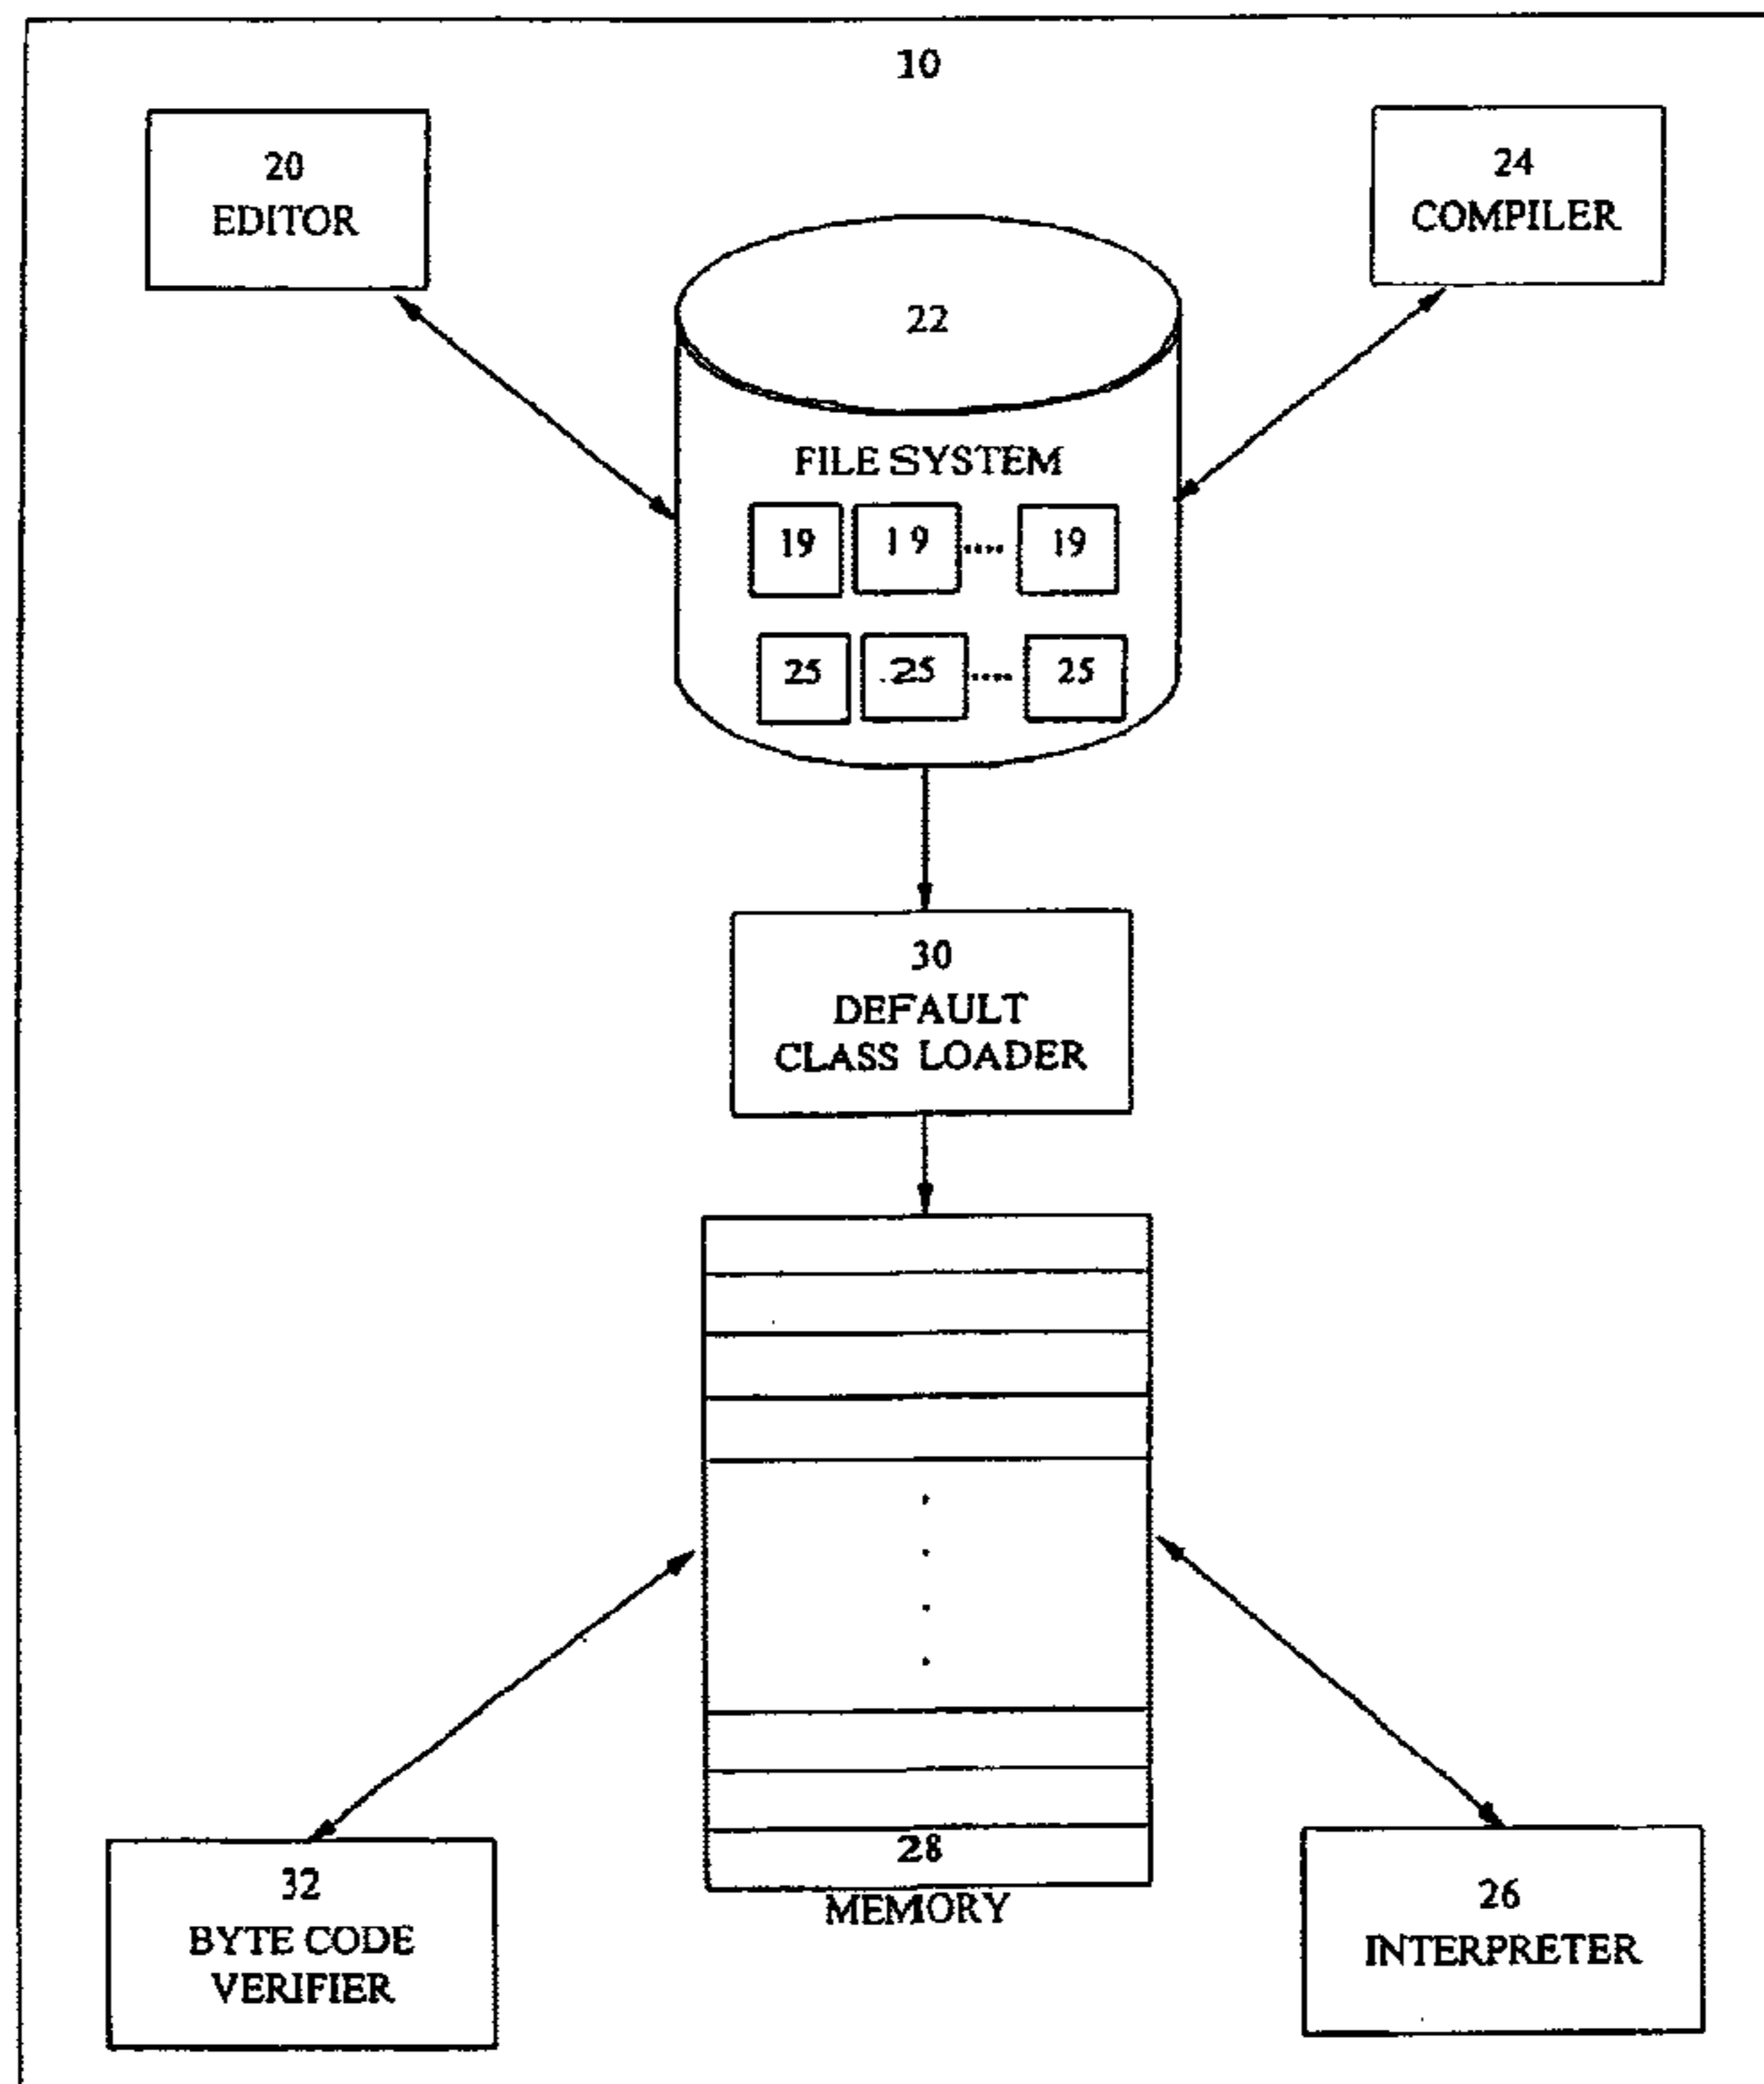 10
20
EDITOR
24
COMPILER
22
FILE SYSTEM
19 19 .... 19
25 25 .... 25
30
DEFAULT
CLASS LOADER
28
MEMORY
32
BYTE CODE
VERIFIER
26
INTERPRETER